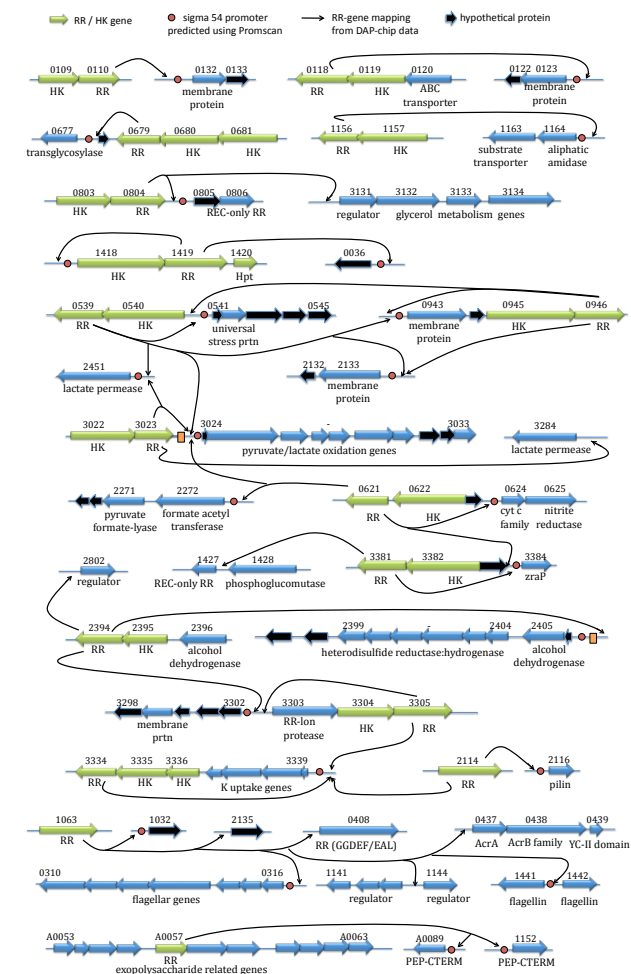 RR / HK gene
sigma 54 promoter
predicted using Promscan
RR-gene mapping
from DAP-chip data
hypothetical protein
0109 0110 0132 0133 0118 0119 0120 0122 0123
HK RR membrane protein RR HK ABC transporter membrane protein
0677 0679 0680 0681 1156 1157 1163 1164
transglycosylase RR HK HK RR HK substrate transporter aliphatic amidase
0803 0804 0805 0806 3131 3132 3133 3134
HK RR REC-only RR regulator glycerol metabolism genes
1418 1419 1420 0036
HK RR Hpt
0539 0540 0541 0545 0943 0945 0946
RR HK universal stress prtn membrane protein HK RR
2451 2132 2133
lactate permease membrane protein
3022 3023 3024 - 3033 3284
HK RR pyruvate/lactate oxidation genes lactate permease
2271 2272 0621 0622 0624 0625
pyruvate formate-lyase formate acetyl transferase RR HK cyt c family nitrite reductase
2802 1427 1428 3381 3382 3384
regulator REC-only RR phosphoglucomutase RR HK zraP
2394 2395 2396 2399 - 2404 2405
RR HK alcohol dehydrogenase heterodisulfide reductase:hydrogenase alcohol dehydrogenase
3298 3302 3303 3304 3305
membrane prtn RR-lon protease HK RR
3334 3335 3336 3339 2114 2116
RR HK HK K uptake genes RR pilin
1063 1032 2135 0408 0437 0438 0439
RR RR (GGDEF/EAL) AcrA AcrB family YC-II domain
0310 0316 1141 1144 1441 1442
flagellar genes regulator regulator flagellin flagellin
A0053 A0057 A0063 A0089 1152
RR PEP-CTERM PEP-CTERM
exopolysaccharide related genes